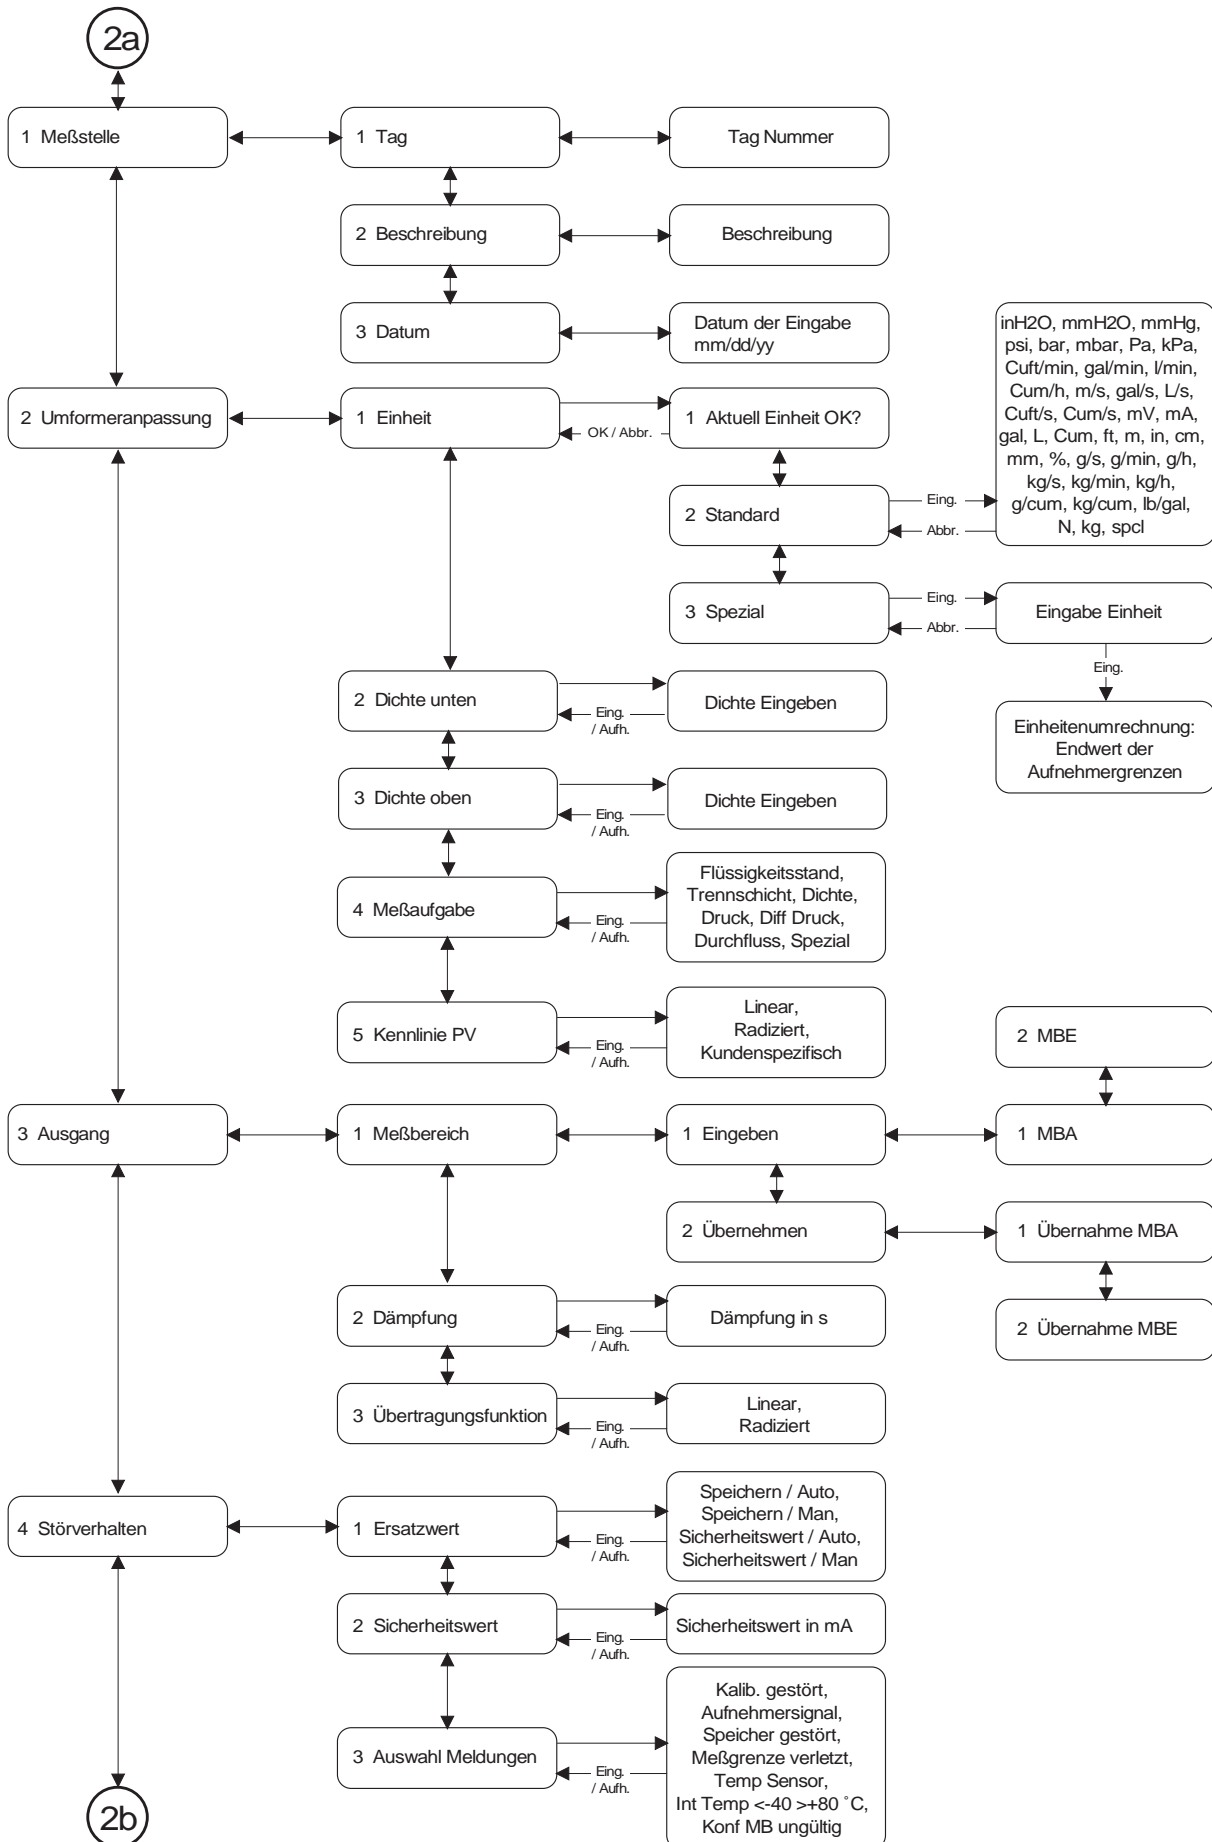 2a
1 Meßstelle
1 Tag
Tag Nummer
2 Beschreibung
Beschreibung
3 Datum
Datum der Eingabe
mm/dd/yy
inH2O, mmH2O, mmHg,
psi, bar, mbar, Pa, kPa,
Cuft/min, gal/min, l/min,
Cum/h, m/s, gal/s, L/s,
Cuft/s, Cum/s, mV, mA,
gal, L, Cum, ft, m, in, cm,
mm, %, g/s, g/min, g/h,
kg/s, kg/min, kg/h,
g/cum, kg/cum, lb/gal,
N, kg, spcl
2 Umformeranpassung
1 Einheit
OK / Abbr.
1 Aktuell Einheit OK?
2 Standard
Eing.
Abbr.
3 Spezial
Eing.
Abbr.
Eingabe Einheit
Eing.
Einheitenumrechnung:
Endwert der
Aufnehmergrenzen
2 Dichte unten
Eing.
/ Aufh.
Dichte Eingeben
3 Dichte oben
Eing.
/ Aufh.
Dichte Eingeben
4 Meßaufgabe
Eing.
/ Aufh.
Flüssigkeitsstand,
Trennschicht, Dichte,
Druck, Diff Druck,
Durchfluss, Spezial
5 Kennlinie PV
Eing.
/ Aufh.
Linear,
Radiziert,
Kundenspezifisch
2 MBE
3 Ausgang
1 Meßbereich
1 Eingeben
1 MBA
2 Übernehmen
1 Übernahme MBA
2 Übernahme MBE
2 Dämpfung
Eing.
/ Aufh.
Dämpfung in s
3 Übertragungsfunktion
Eing.
/ Aufh.
Linear,
Radiziert
4 Störverhalten
1 Ersatzwert
Eing.
/ Aufh.
Speichern / Auto,
Speichern / Man,
Sicherheitswert / Auto,
Sicherheitswert / Man
2 Sicherheitswert
Eing.
/ Aufh.
Sicherheitswert in mA
3 Auswahl Meldungen
Eing.
/ Aufh.
Kalib. gestört,
Aufnehmersignal,
Speicher gestört,
Meßgrenze verletzt,
Temp Sensor,
Int Temp <-40 >+80 °C,
Konf MB ungültig
2b